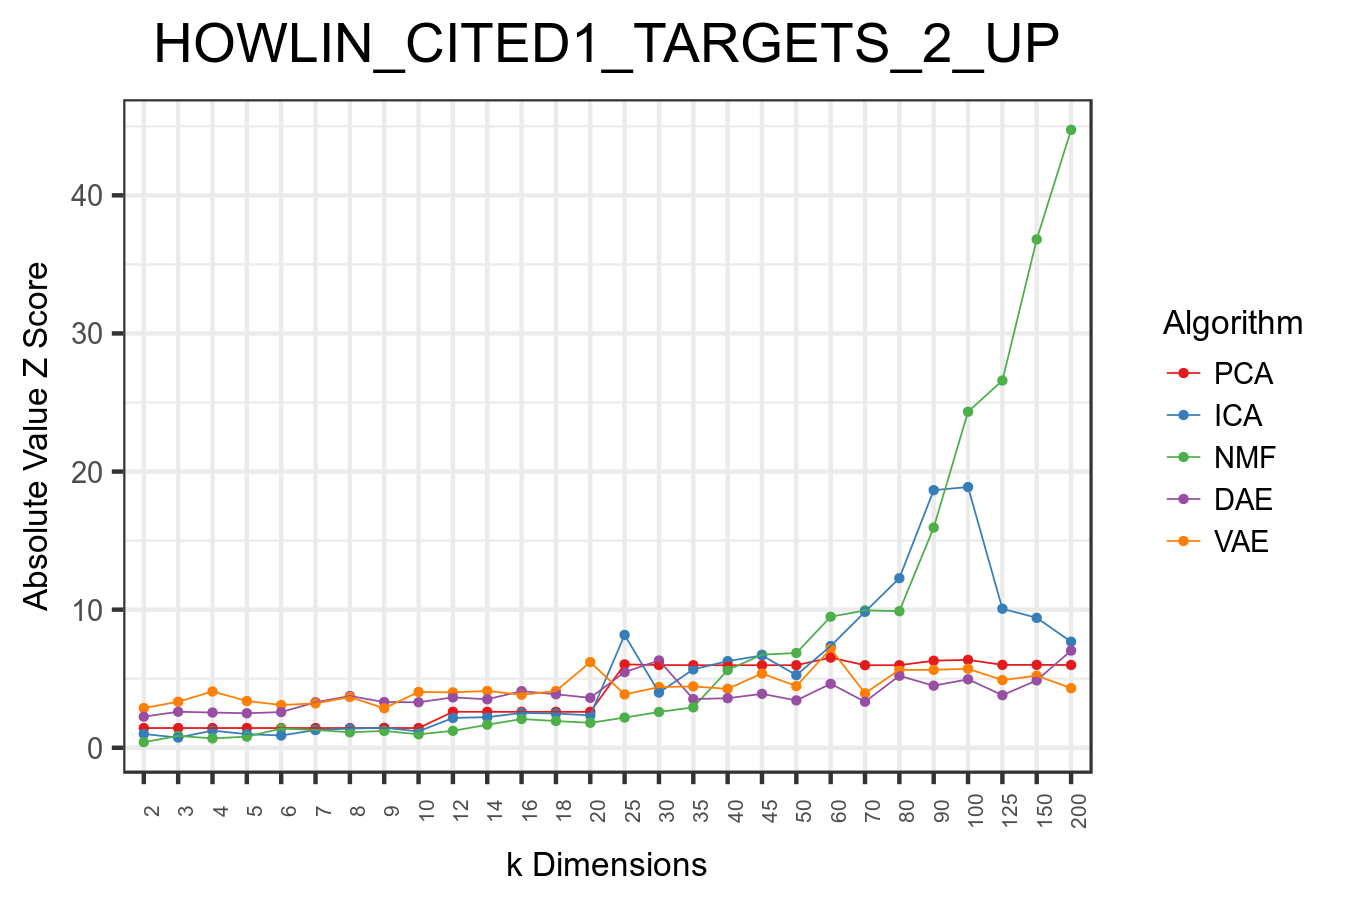 HOWLIN_CITED1_TARGETS_2_UP
Absolute Value Z Score
40
30
20
10
0
2 3 4 5 6 7 8 9 10 12 14 16 18 20 25 30 35 40 45 50 60 70 80 90 100 125 150 200
k Dimensions
Algorithm
PCA
ICA
NMF
DAE
VAE